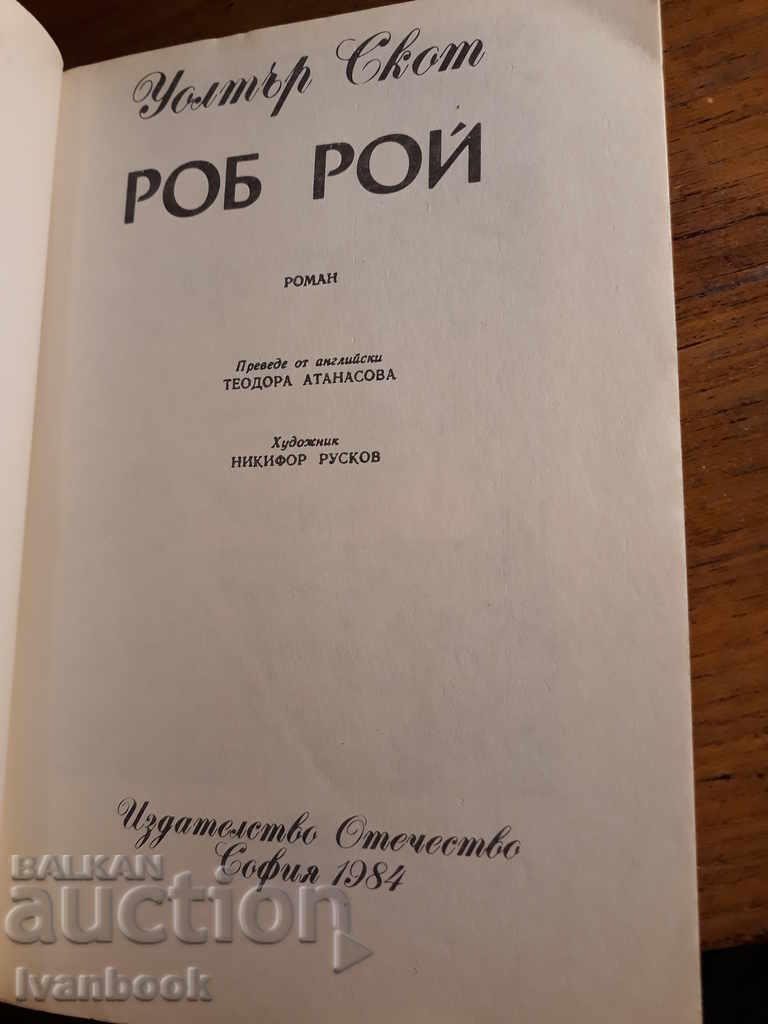 Уолтър Скот
РОБ РОЙ
РОМАН
Преведе от английски
ТЕОДОРА АТАНАСОВА
Художник
НИКИФОР РУСКОВ
Издателство Отечество
София 1984
BALKAN
auction
Ivanbook